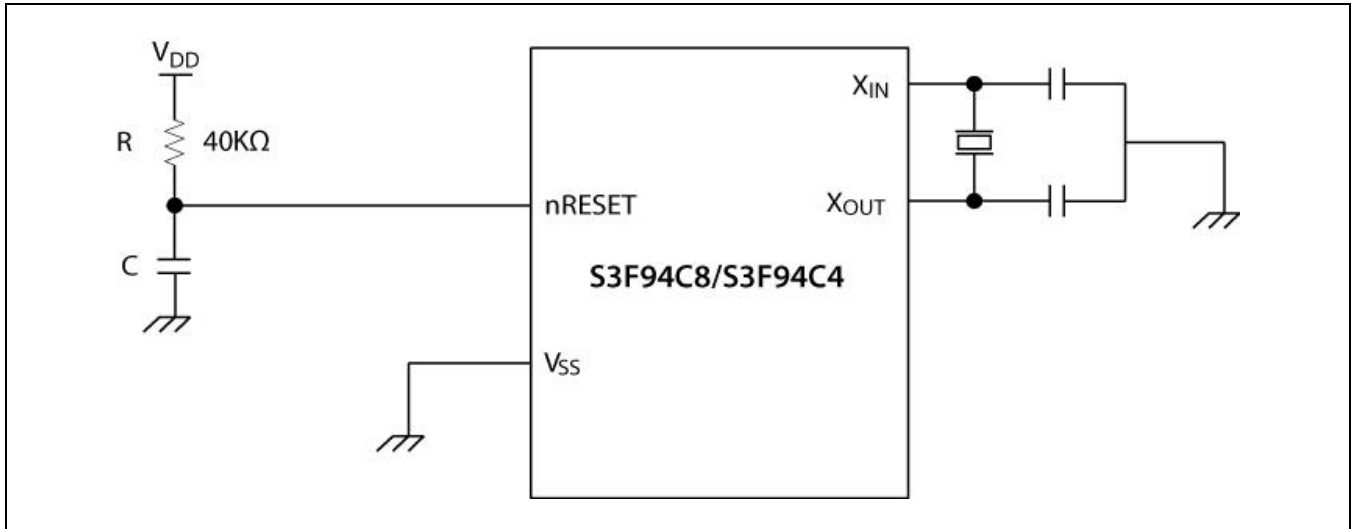 VDD
R 40KΩ
C
nRESET
VSS
XIN
XOUT
S3F94C8/S3F94C4